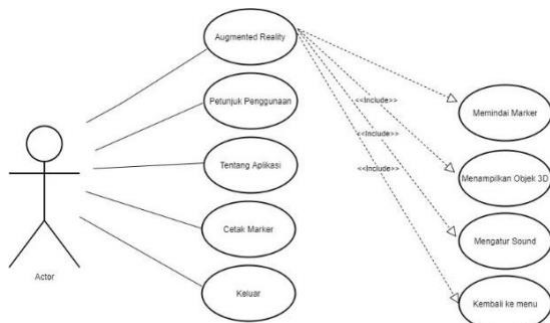 Augmented Reality
Petunjuk Penggunaan
<<Include>>
Memindai Marker
<<Include>>
Tentang Aplikasi
<<Include>>
Menampilkan Objek 3D
Cetak Marker
Mengatur Sound
Actor
Keluar
Kembali ke menu